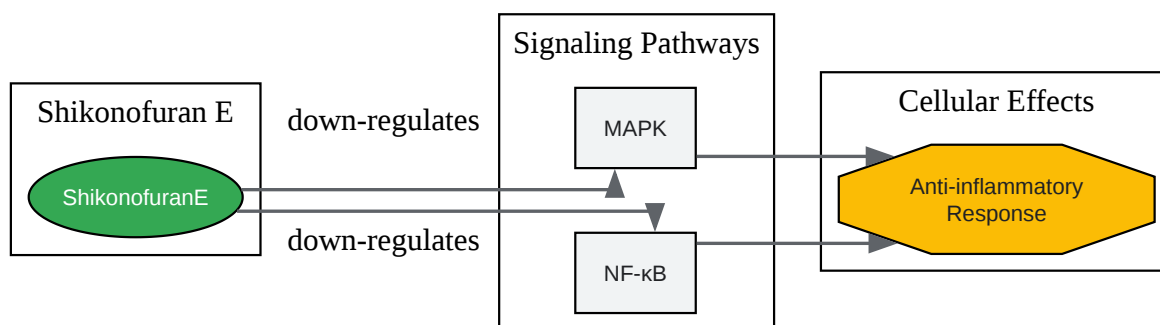 Shikonofuran E
ShikonofuranE
down-regulates
down-regulates
Signaling Pathways
MAPK
NF-κB
Cellular Effects
Anti-inflammatory
Response